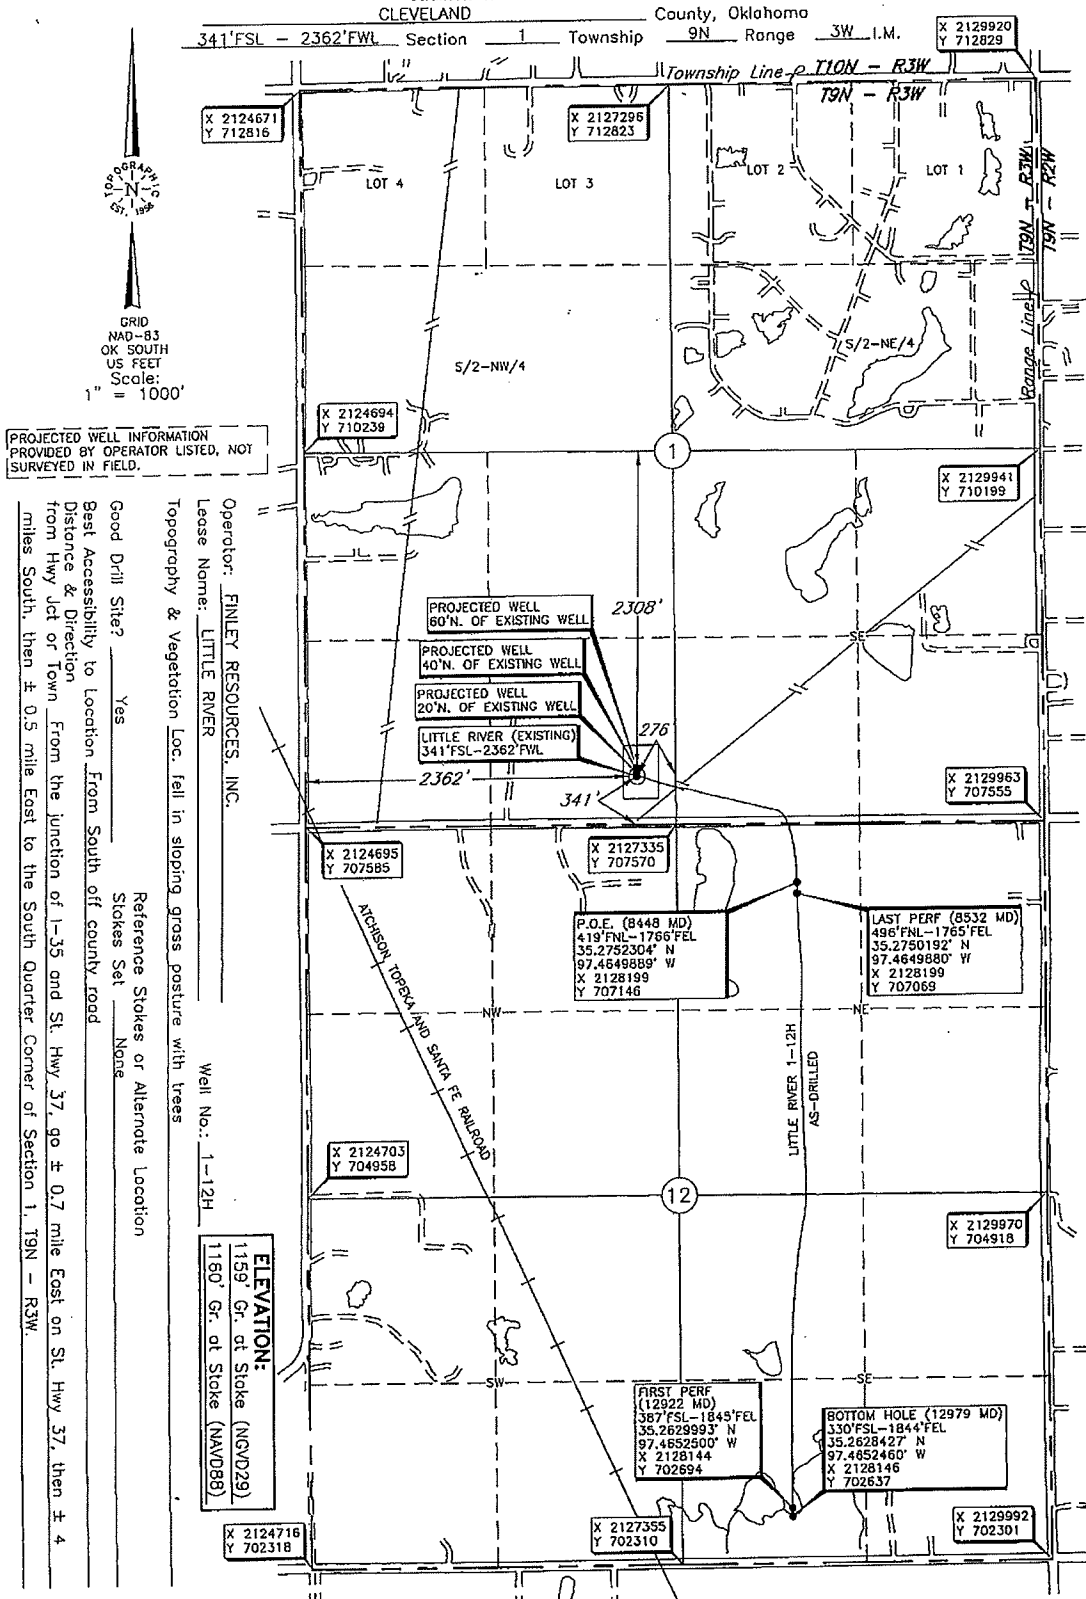 CLEVELAND County, Oklahoma
341'FSL - 2362'FWL Section 1 Township 9N Range 3W I.M.
X 2129920
Y 712829
Township Line T10N - R3W
T9N - R3W
X 2124671
Y 712816
X 2127296
Y 712823
TOPOGRAPHIC
N
EST. 1958
LOT 4
LOT 3
LOT 2
LOT 1
T9N - R3W
T9N - R2W
GRID
NAD-83
OK SOUTH
US FEET
Scale:
1" = 1000'
S/2-NW/4
S/2-NE/4
Range Line
X 2124694
Y 710239
PROJECTED WELL INFORMATION
PROVIDED BY OPERATOR LISTED, NOT
SURVEYED IN FIELD.
1
X 2129941
Y 710199
PROJECTED WELL
60'N. OF EXISTING WELL
2308'
SE
PROJECTED WELL
40'N. OF EXISTING WELL
PROJECTED WELL
20'N. OF EXISTING WELL
LITTLE RIVER (EXISTING)
341'FSL-2362'FWL
276
2362'
341'
X 2129963
Y 707555
X 2124695
Y 707585
X 2127335
Y 707570
P.O.E. (8448 MD)
419'FNL-1766'FEL
35.2752304° N
97.4649889° W
X 2128199
Y 707146
LAST PERF (8532 MD)
496'FNL-1765'FEL
35.2750192° N
97.4649880° W
X 2128199
Y 707069
ATCHISON TOPEKA AND SANTA FE RAILROAD
NW
NE
LITTLE RIVER 1-12H
AS-DRILLED
X 2124703
Y 704958
12
X 2129970
Y 704918
SW
SE
FIRST PERF
(12922 MD)
387'FSL-1845'FEL
35.2629993° N
97.4652500° W
X 2128144
Y 702694
BOTTOM HOLE (12979 MD)
330'FSL-1844'FEL
35.2628427° N
97.4652460° W
X 2128146
Y 702637
X 2124716
Y 702318
X 2127355
Y 702310
X 2129992
Y 702301
Operator: FINLEY RESOURCES, INC.
Lease Name: LITTLE RIVER Well No.: 1-12H
Topography & Vegetation Loc. fell in sloping grass pasture with trees
Reference Stakes or Alternate Location
Good Drill Site? Yes Stakes Set None
Best Accessibility to Location From South off county road
Distance & Direction
from Hwy Jct or Town From the junction of I-35 and St. Hwy 37, go ± 0.7 mile East on St. Hwy 37, then ± 4
miles South, then ± 0.5 mile East to the South Quarter Corner of Section 1, T9N - R3W.
ELEVATION:
1159' Gr. at Stake (NGVD29)
1160' Gr. at Stake (NAVD88)